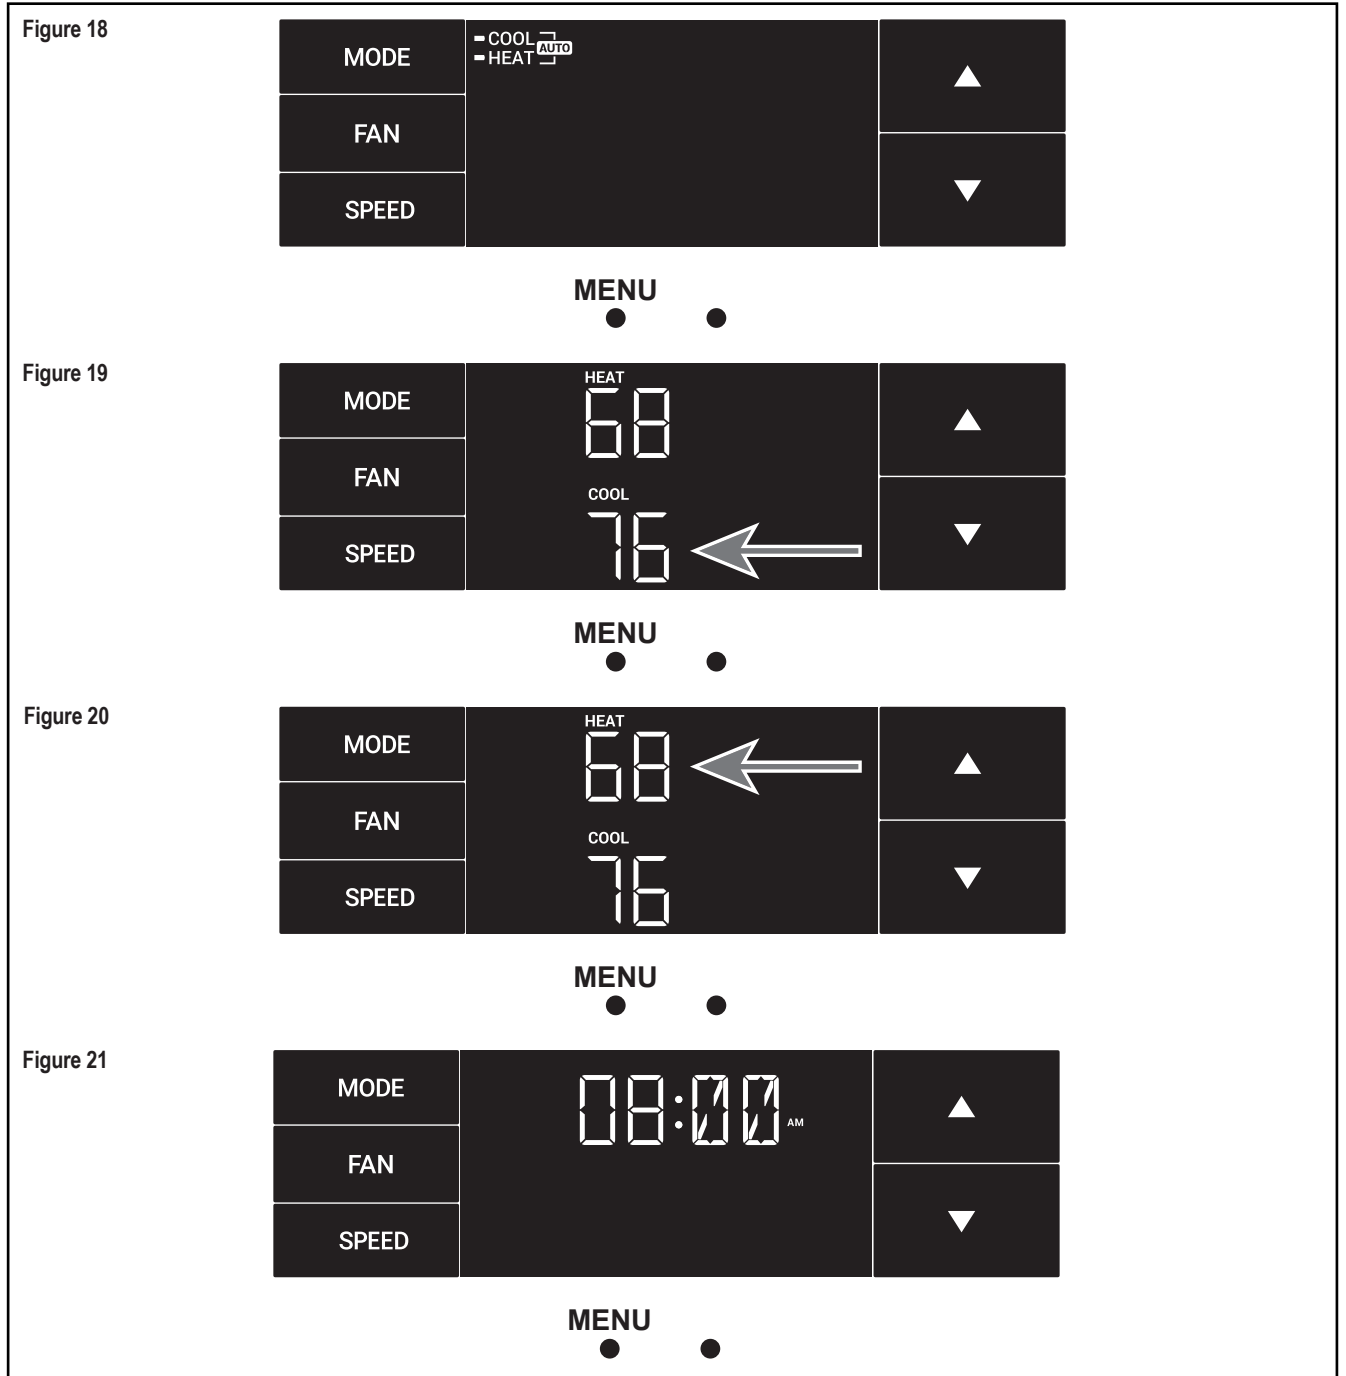 Figure 18
MODE
FAN
SPEED
COOL
HEAT
AUTO
▲
▼
MENU
Figure 19
MODE
FAN
SPEED
HEAT
68
COOL
76
▲
▼
MENU
Figure 20
MODE
FAN
SPEED
HEAT
68
COOL
76
▲
▼
MENU
Figure 21
MODE
FAN
SPEED
08:00 AM
▲
▼
MENU